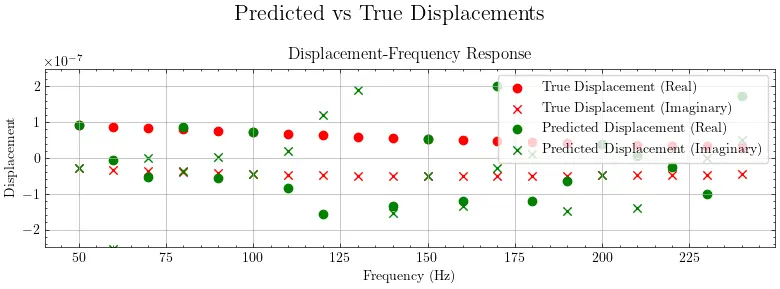 Predicted vs True Displacements
Displacement-Frequency Response
×10⁻⁷
2
1
0
−1
−2
Displacement
True Displacement (Real)
True Displacement (Imaginary)
Predicted Displacement (Real)
Predicted Displacement (Imaginary)
50 75 100 125 150 175 200 225
Frequency (Hz)